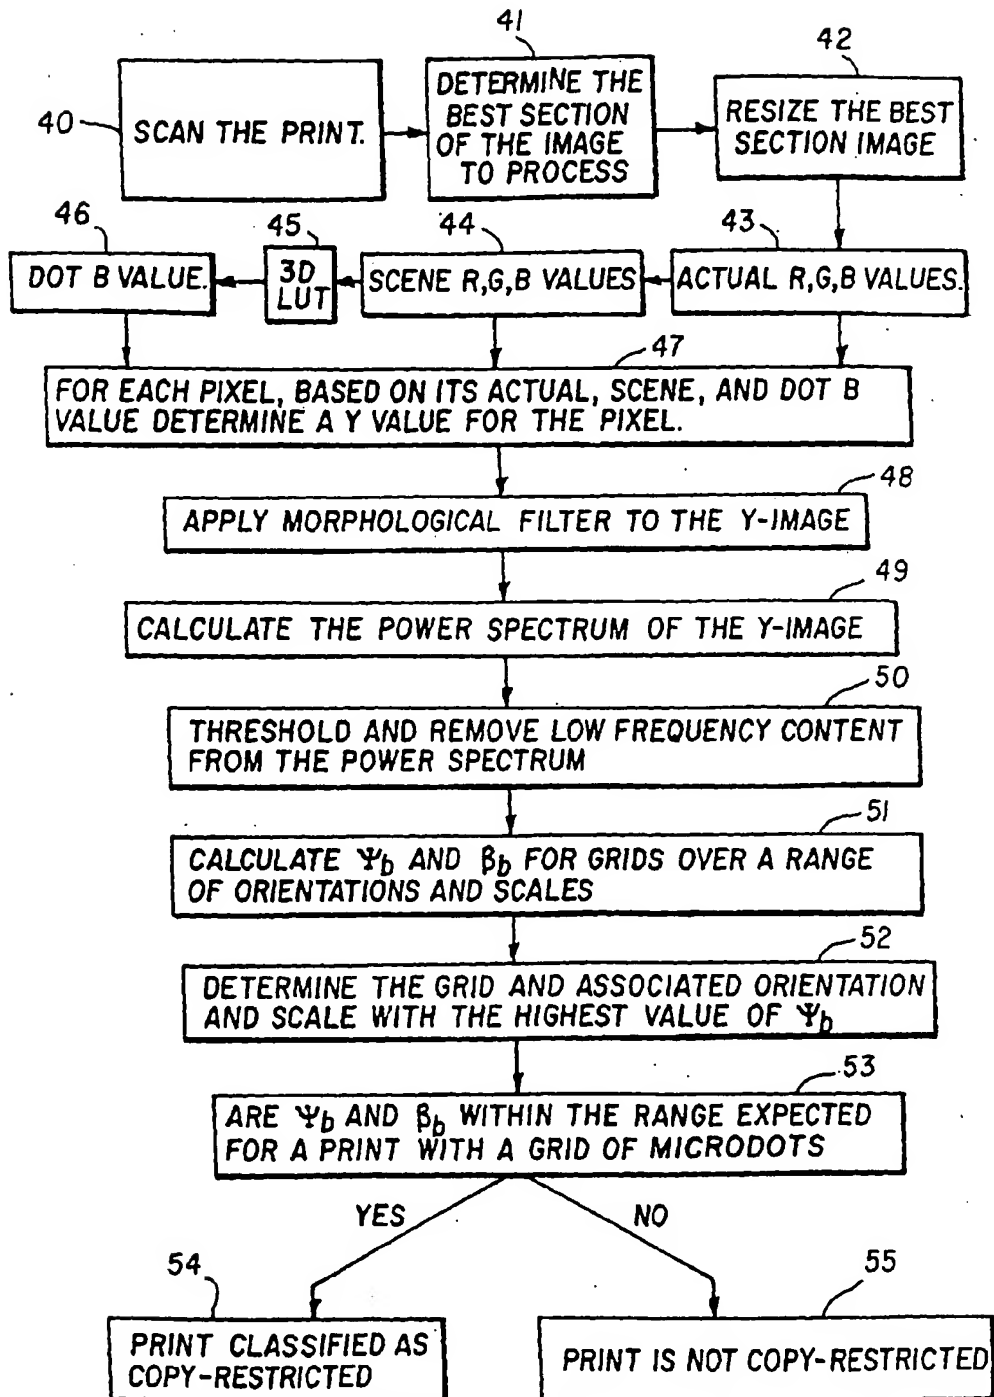 40
SCAN THE PRINT.
41
DETERMINE THE
BEST SECTION
OF THE IMAGE
TO PROCESS
42
RESIZE THE BEST
SECTION IMAGE
46
DOT B VALUE.
45
3D
LUT
44
SCENE R,G,B VALUES
43
ACTUAL R,G,B VALUES.
47
FOR EACH PIXEL, BASED ON ITS ACTUAL, SCENE, AND DOT B
VALUE DETERMINE A Y VALUE FOR THE PIXEL.
48
APPLY MORPHOLOGICAL FILTER TO THE Y-IMAGE
49
CALCULATE THE POWER SPECTRUM OF THE Y-IMAGE
50
THRESHOLD AND REMOVE LOW FREQUENCY CONTENT
FROM THE POWER SPECTRUM
51
CALCULATE Ψb AND βb FOR GRIDS OVER A RANGE
OF ORIENTATIONS AND SCALES
52
DETERMINE THE GRID AND ASSOCIATED ORIENTATION
AND SCALE WITH THE HIGHEST VALUE OF Ψb
53
ARE Ψb AND βb WITHIN THE RANGE EXPECTED
FOR A PRINT WITH A GRID OF MICRODOTS
YES
NO
54
PRINT CLASSIFIED AS
COPY-RESTRICTED
55
PRINT IS NOT COPY-RESTRICTED